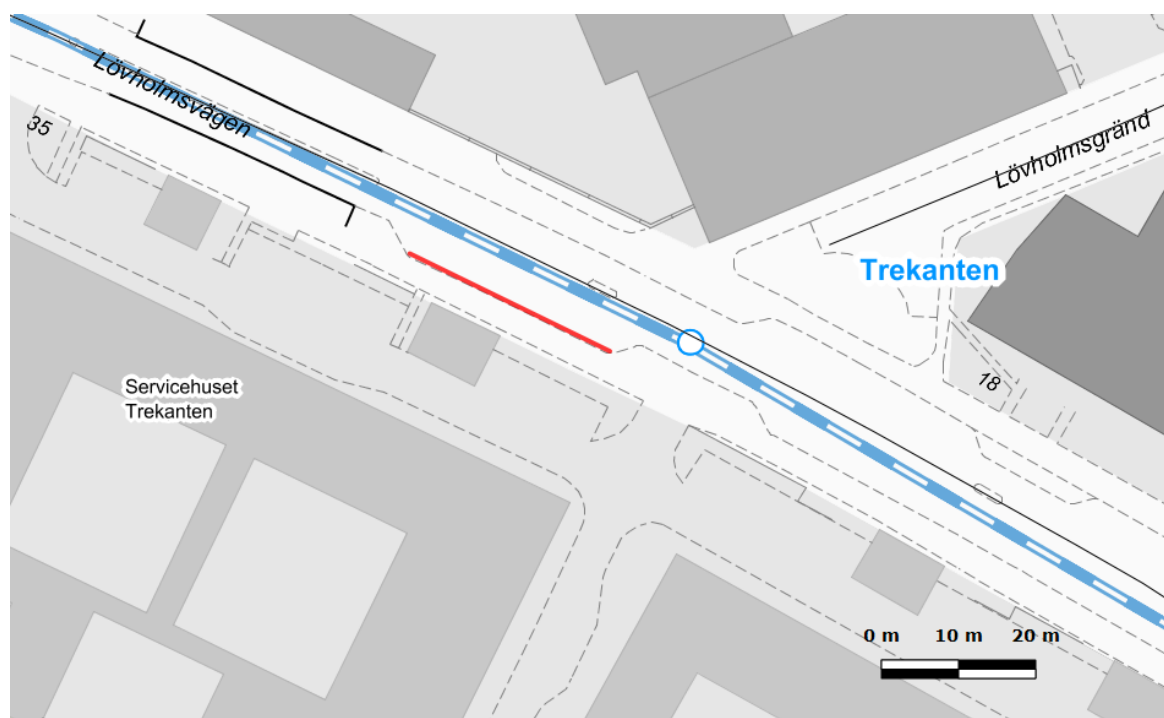 Lövholmsvägen
35
Lövholmsgränd
Trekanten
18
Servicehuset
Trekanten
0 m 10 m 20 m